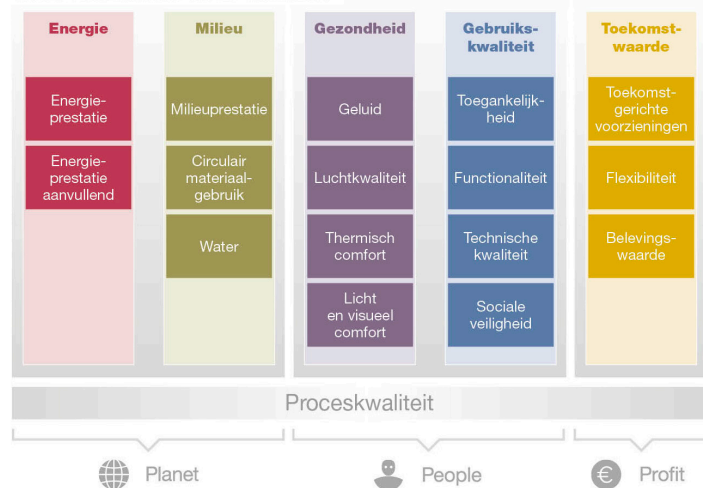 Energie
Energie-
prestatie
Energie-
prestatie
aanvullend
Milieu
Milieuprestatie
Circulair
materiaal-
gebruik
Water
Gezondheid
Geluid
Luchtkwaliteit
Thermisch
comfort
Licht
en visueel
comfort
Gebruiks-
kwaliteit
Toegankelijk-
heid
Functionaliteit
Technische
kwaliteit
Sociale
veiligheid
Toekomst-
waarde
Toekomst-
gerichte
voorzieningen
Flexibiliteit
Belevings-
waarde
Proceskwaliteit
Planet
People
€ Profit